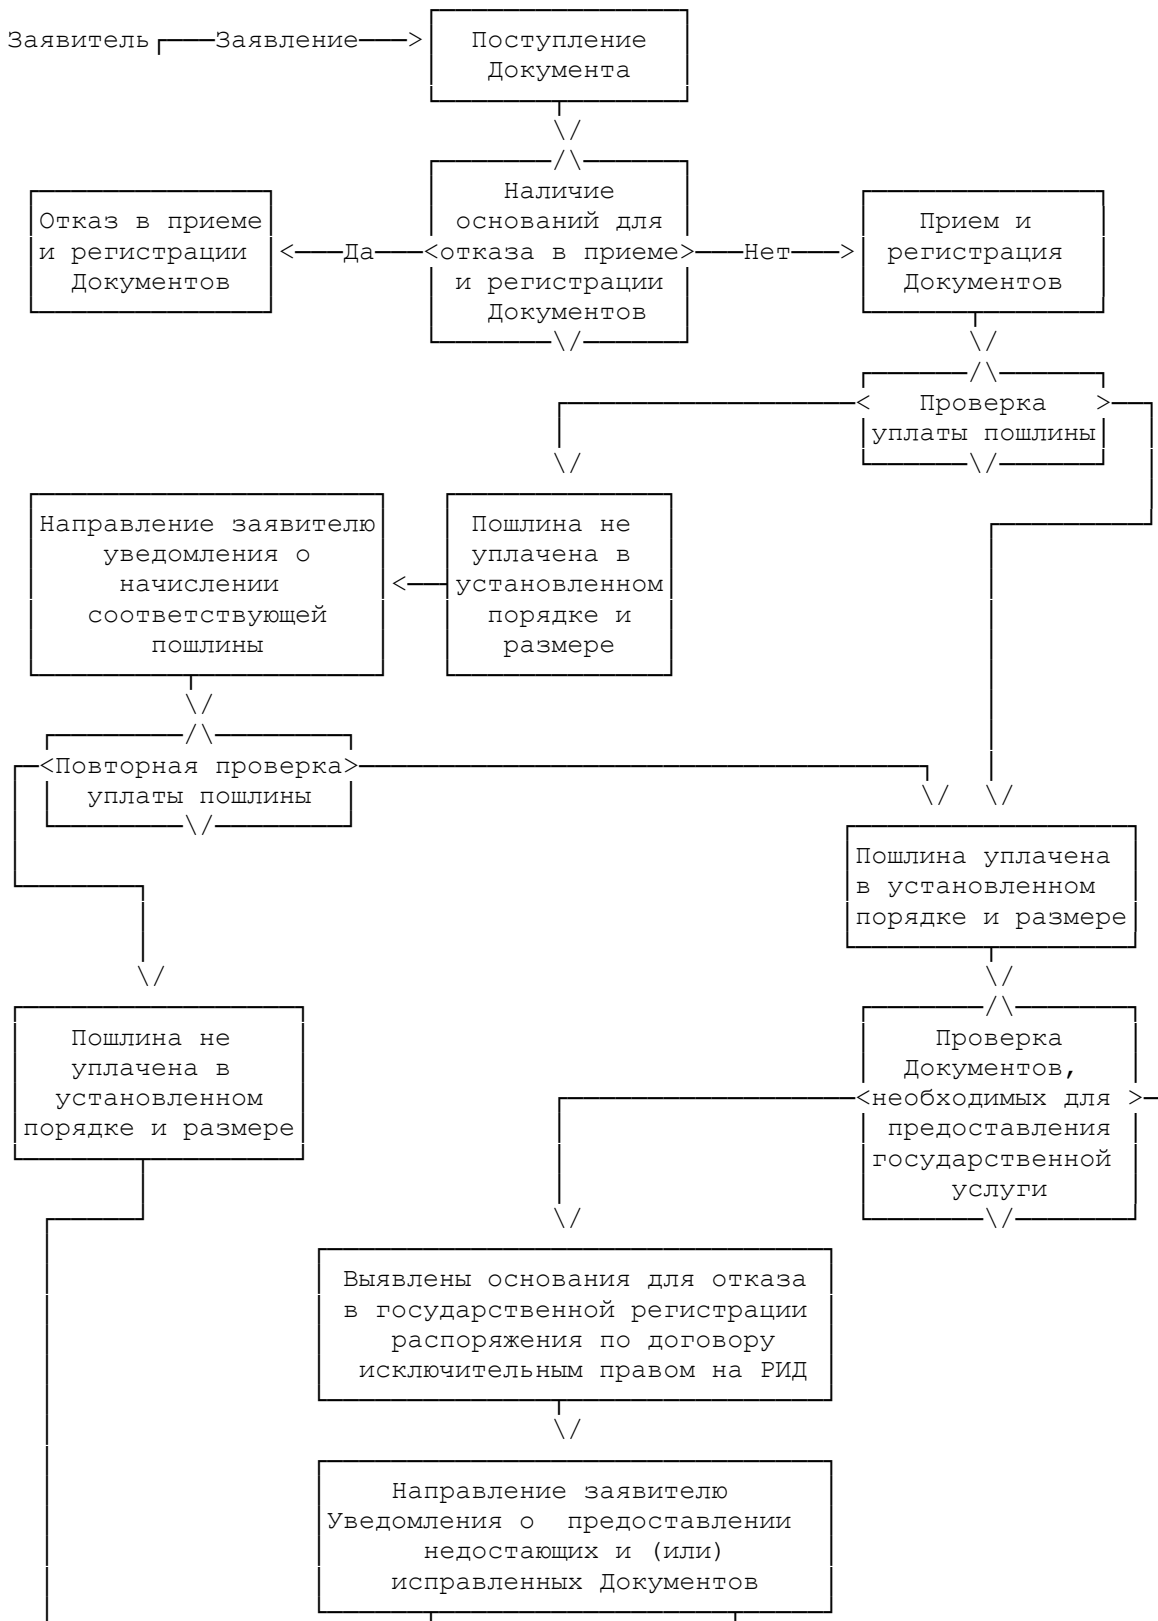 Заявитель
Заявление
Поступление
Документа
Наличие
оснований для
отказа в приеме
и регистрации
Документов
Да
Нет
Отказ в приеме
и регистрации
Документов
Прием и
регистрация
Документов
Проверка
уплаты пошлины
Направление заявителю
уведомления о
начислении
соответствующей
пошлины
Пошлина не
уплачена в
установленном
порядке и
размере
Повторная проверка
уплаты пошлины
Пошлина уплачена
в установленном
порядке и размере
Пошлина не
уплачена в
установленном
порядке и размере
Проверка
Документов,
необходимых для
предоставления
государственной
услуги
Выявлены основания для отказа
в государственной регистрации
распоряжения по договору
исключительным правом на РИД
Направление заявителю
Уведомления о предоставлении
недостающих и (или)
исправленных Документов